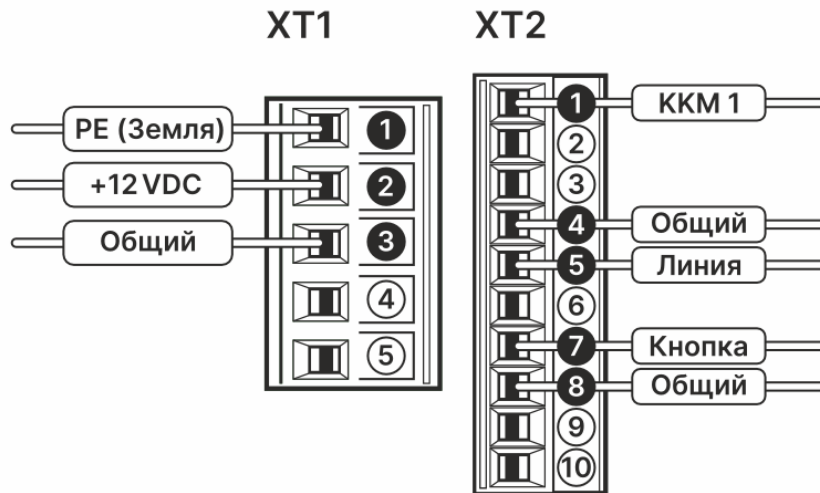 XT1
XT2
PE (Земля)
1
+12 VDC
2
Общий
3
4
5
1
ККМ 1
2
3
4
Общий
5
Линия
6
7
Кнопка
8
Общий
9
10